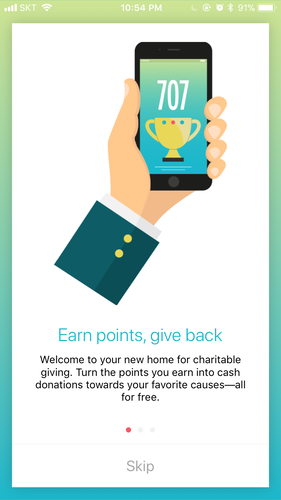 SKT 10:54 PM 91%
707
Earn points, give back
Welcome to your new home for charitable
giving. Turn the points you earn into cash
donations towards your favorite causes—all
for free.
Skip